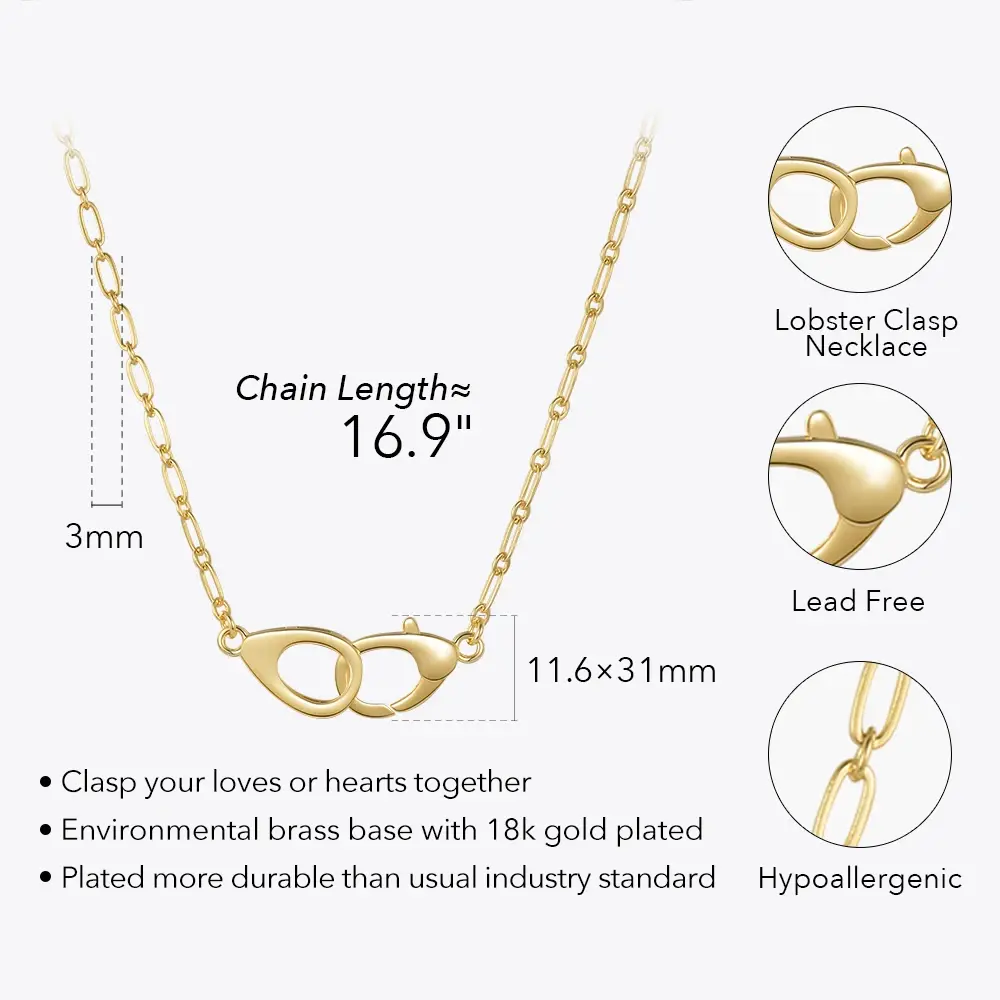 Chain Length≈
16.9"
3mm
11.6×31mm
• Clasp your loves or hearts together
• Environmental brass base with 18k gold plated
• Plated more durable than usual industry standard
Lobster Clasp
Necklace
Lead Free
Hypoallergenic